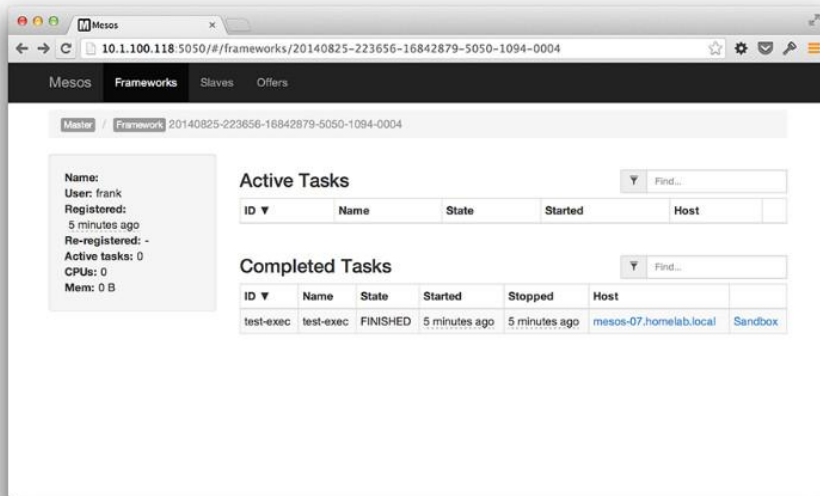 Mesos
10.1.100.118:5050/#/frameworks/20140825-223656-16842879-5050-1094-0004
Mesos Frameworks Slaves Offers
Master / Framework 20140825-223656-16842879-5050-1094-0004
Name:
User: frank
Registered:
5 minutes ago
Re-registered: -
Active tasks: 0
CPUs: 0
Mem: 0 B
Active Tasks Find...
ID ▼ Name State Started Host
Completed Tasks Find...
ID ▼ Name State Started Stopped Host
test-exec test-exec FINISHED 5 minutes ago 5 minutes ago mesos-07.homelab.local Sandbox